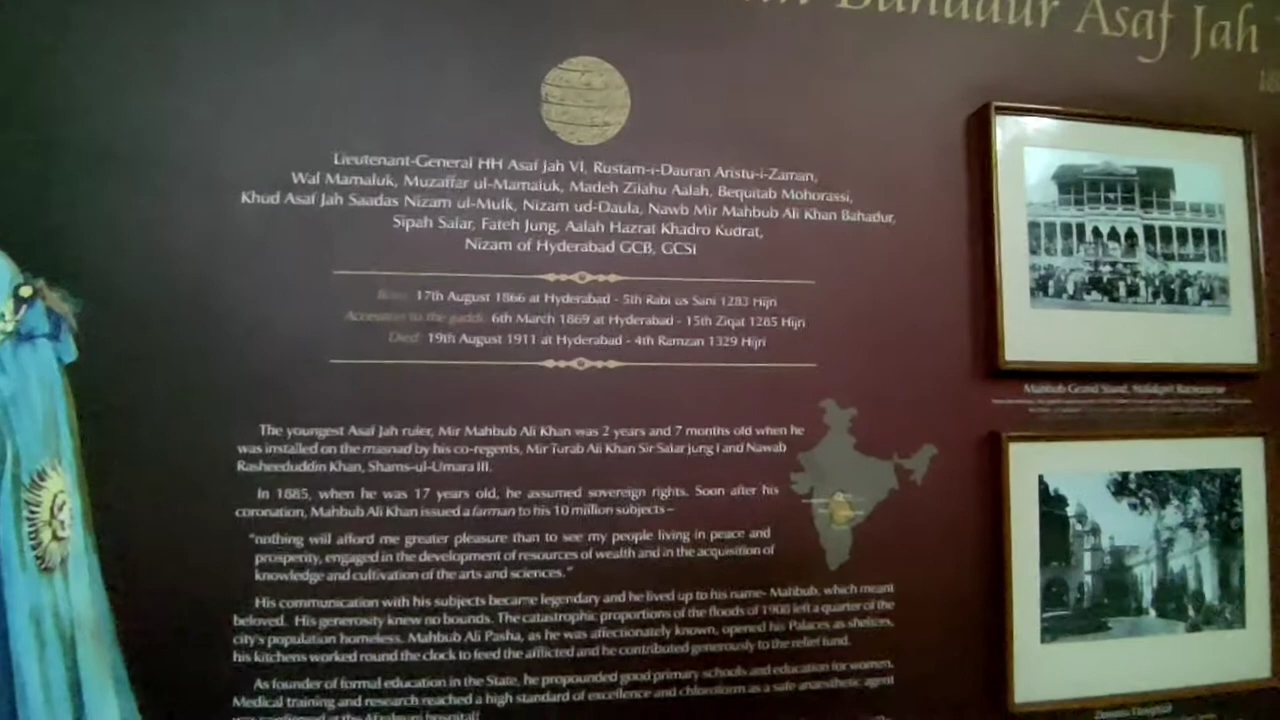 Bahadur Asaf Jah
Lieutenant-General HH Asaf Jah VI, Rustam-i-Dauran Aristu-i-Zaman,
Wal Mamaluk, Muzaffar ul-Mamaluk, Madeh Zilahu Aalah, Bequitab Mohorassi,
Khud Asaf Jah Saadas Nizam ul-Mulk, Nizam ud-Daula, Nawb Mir Mahbub Ali Khan Bahadur,
Sipah Salar, Fateh Jung, Aalah Hazrat Khadro Kudrat,
Nizam of Hyderabad GCB, GCSI
Born: 17th August 1866 at Hyderabad - 5th Rabi us Sani 1283 Hijri
Accession to the gaddi: 6th March 1869 at Hyderabad - 15th Ziqat 1285 Hijri
Died: 19th August 1911 at Hyderabad - 4th Ramzan 1329 Hijri
The youngest Asaf Jah ruler, Mir Mahbub Ali Khan was 2 years and 7 months old when he
was installed on the masnad by his co-regents, Mir Turab Ali Khan Sir Salar Jung I and Nawab
Rasheeduddin Khan, Shams-ul-Umara III.
In 1885, when he was 17 years old, he assumed sovereign rights. Soon after his
coronation, Mahbub Ali Khan issued a farman to his 10 million subjects –
"nothing will afford me greater pleasure than to see my people living in peace and
prosperity, engaged in the development of resources of wealth and in the acquisition of
knowledge and cultivation of the arts and sciences."
His communication with his subjects became legendary and he lived up to his name- Mahbub, which meant
beloved. His generosity knew no bounds. The catastrophic proportions of the floods of 1908 left a quarter of the
city's population homeless. Mahbub Ali Pasha, as he was affectionately known, opened his Palaces as shelters,
his kitchens worked round the clock to feed the afflicted and he contributed generously to the relief fund.
As founder of formal education in the State, he propounded good primary schools and education for women.
Medical training and research reached a high standard of excellence and chloroform as a safe anaesthetic agent
was confirmed at the Afzalgunj hospital!
Mahbub Grand Stand, Malakpet Racecourse